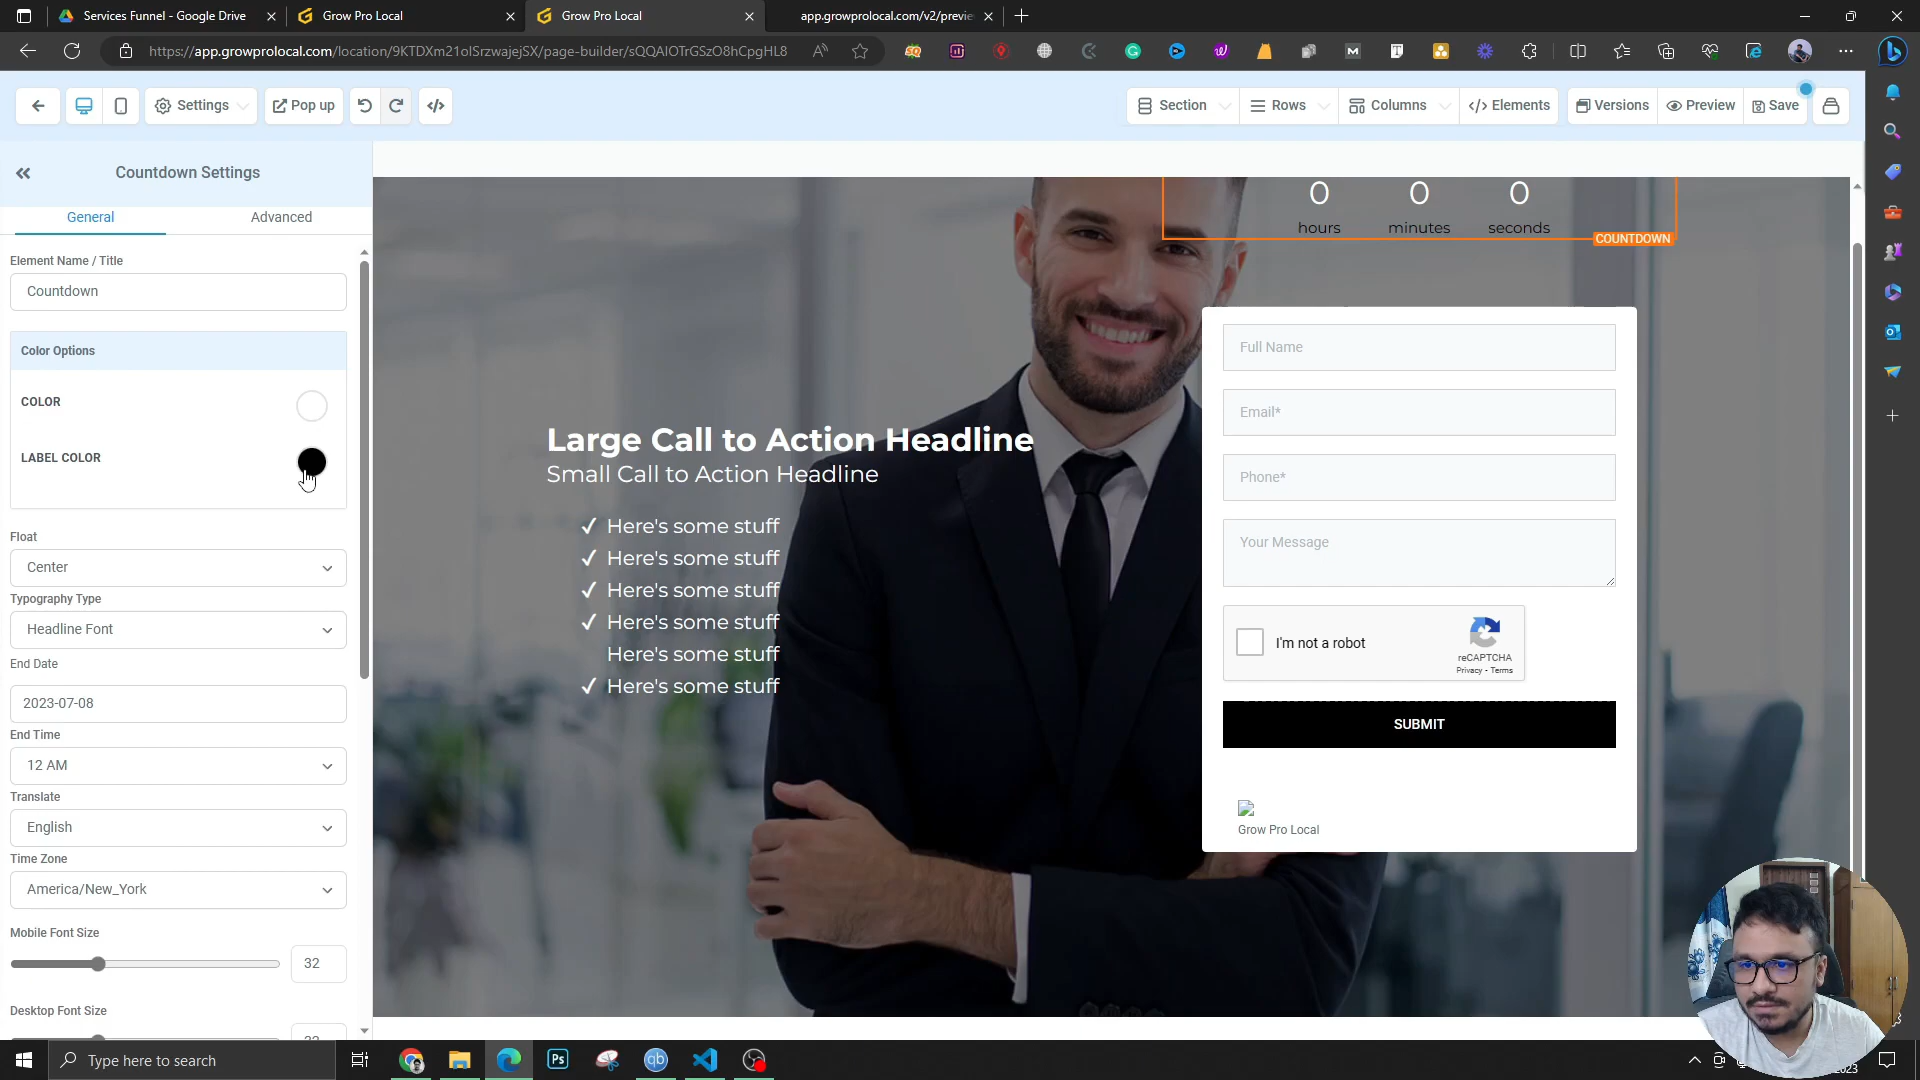 Services Funnel - Google Drive
Grow Pro Local
Grow Pro Local
app.growprolocal.com/v2/previe
https://app.growprolocal.com/location/9KTDXm21olSrzwajejSX/page-builder/sQQAlOTrGSzO8hCpgHL8
Settings
Pop up
Section
Rows
Columns
Elements
Versions
Preview
Save
Countdown Settings
General
Advanced
Element Name / Title
Countdown
Color Options
COLOR
LABEL COLOR
Float
Center
Typography Type
Headline Font
End Date
2023-07-08
End Time
12 AM
Translate
English
Time Zone
America/New_York
Mobile Font Size
32
Desktop Font Size
0 0 0
hours minutes seconds
COUNTDOWN
Large Call to Action Headline
Small Call to Action Headline
✓ Here's some stuff
✓ Here's some stuff
✓ Here's some stuff
✓ Here's some stuff
Here's some stuff
✓ Here's some stuff
Full Name
Email*
Phone*
Your Message
I'm not a robot
reCAPTCHA
Privacy - Terms
SUBMIT
Grow Pro Local
Type here to search
Ps
qb